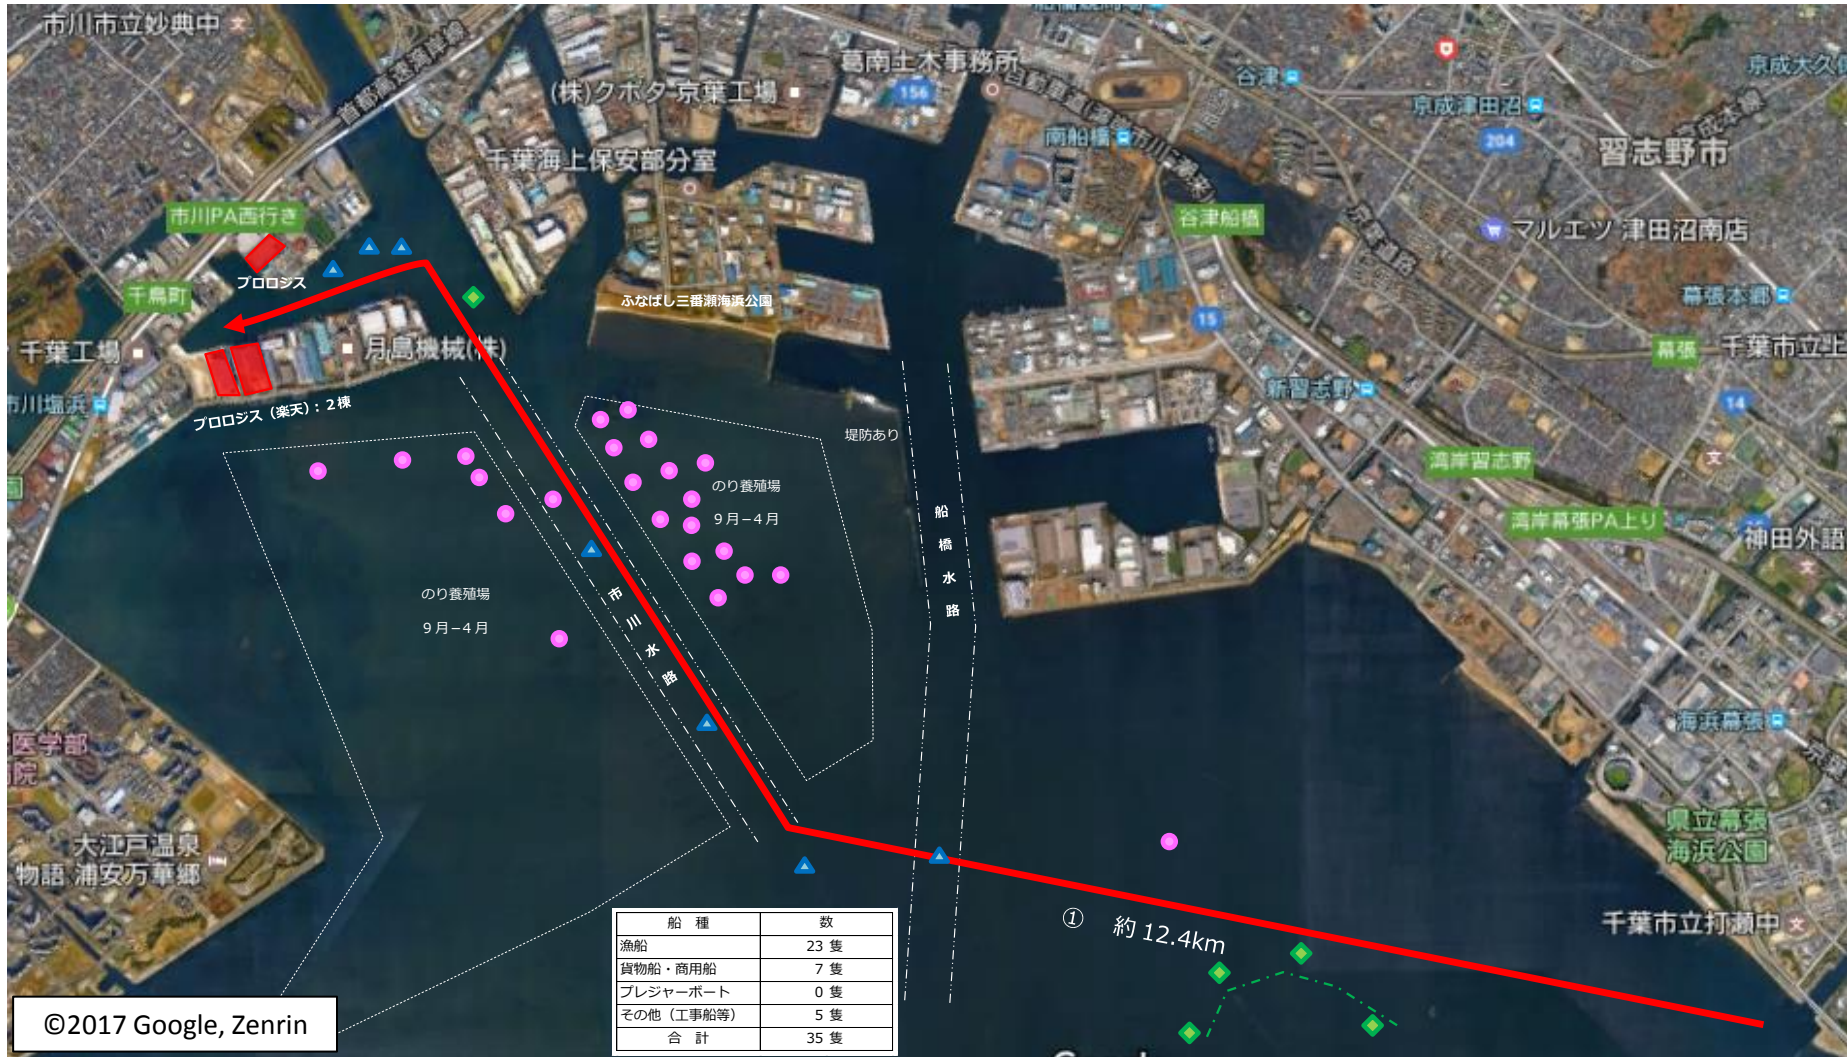 市川市立妙典中
首都高速湾岸線
(株)クボタ 京葉工場
葛南土木事務所
156
谷津
京成津田沼
京成大久保
京成本線
204
習志野市
南船橋
千葉海上保安部分室
市川PA西行き
プロロジス
千鳥町
千葉工場
市川塩浜
月島機械(株)
プロロジス（楽天）: ２棟
ふなばし三番瀬海浜公園
谷津船橋
マルエツ 津田沼南店
幕張本郷
15
幕張
千葉市立上
新習志野
14
堤防あり
湾岸習志野
のり養殖場
９月–４月
湾岸幕張PA上り
神田外語
船橋水路
のり養殖場
９月–４月
市川水路
医学部
院
海浜幕張
県立幕張
海浜公園
大江戸温泉
物語 浦安万華郷
① 約 12.4km
千葉市立打瀬中
船 種 数
漁船 23 隻
貨物船・商用船 7 隻
プレジャーボート 0 隻
その他（工事船等） 5 隻
合 計 35 隻
©2017 Google, Zenrin